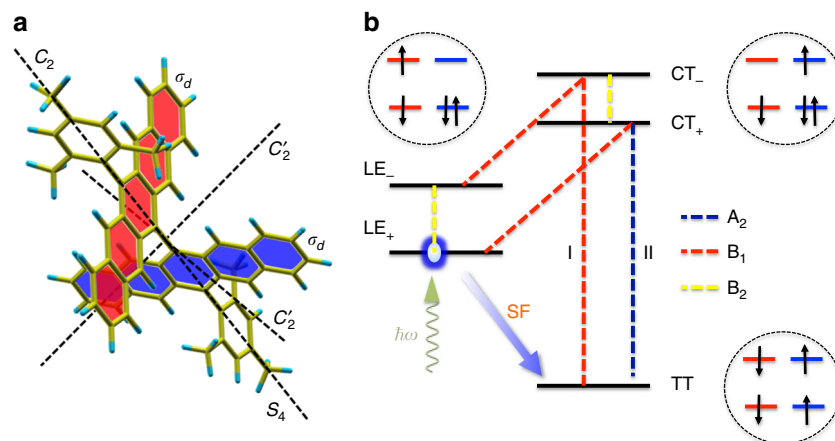 a
C₂
σd
C′₂
σd
C′₂
S₄
b
CT₋
CT₊
LE₋
LE₊
A₂
I
II
B₁
B₂
SF
ħω
TT